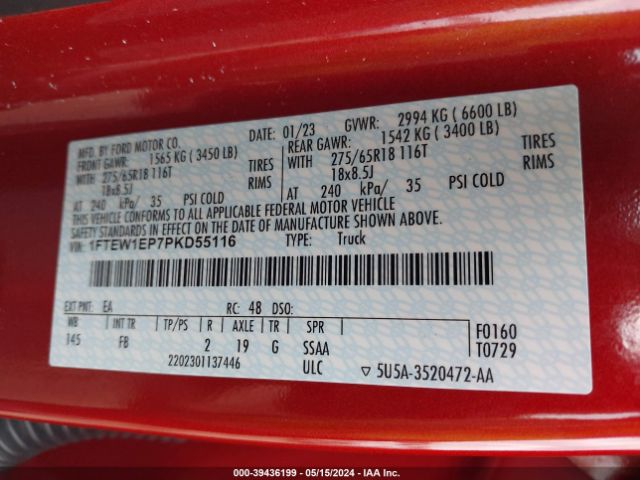 MFD. BY FORD MOTOR CO.
DATE: 01/23 GVWR: 2994 KG ( 6600 LB)
FRONT GAWR: 1565 KG ( 3450 LB) REAR GAWR: 1542 KG ( 3400 LB)
WITH 275/65R18 116T TIRES WITH 275/65R18 116T TIRES
18x8.5J RIMS 18x8.5J RIMS
AT 240 kPa/ 35 PSI COLD AT 240 kPa/ 35 PSI COLD
THIS VEHICLE CONFORMS TO ALL APPLICABLE FEDERAL MOTOR VEHICLE
SAFETY STANDARDS IN EFFECT ON THE DATE OF MANUFACTURE SHOWN ABOVE.
VIN: 1FTEW1EP7PKD55116 TYPE: Truck
EXT PNT: EA RC: 48 DSO:
WB INT TR TP/PS R AXLE TR SPR F0160
145 FB 2 19 G SSAA T0729
2202301137446 ULC ▽ 5U5A-3520472-AA
000-39436199 - 05/15/2024 - IAAI.COM